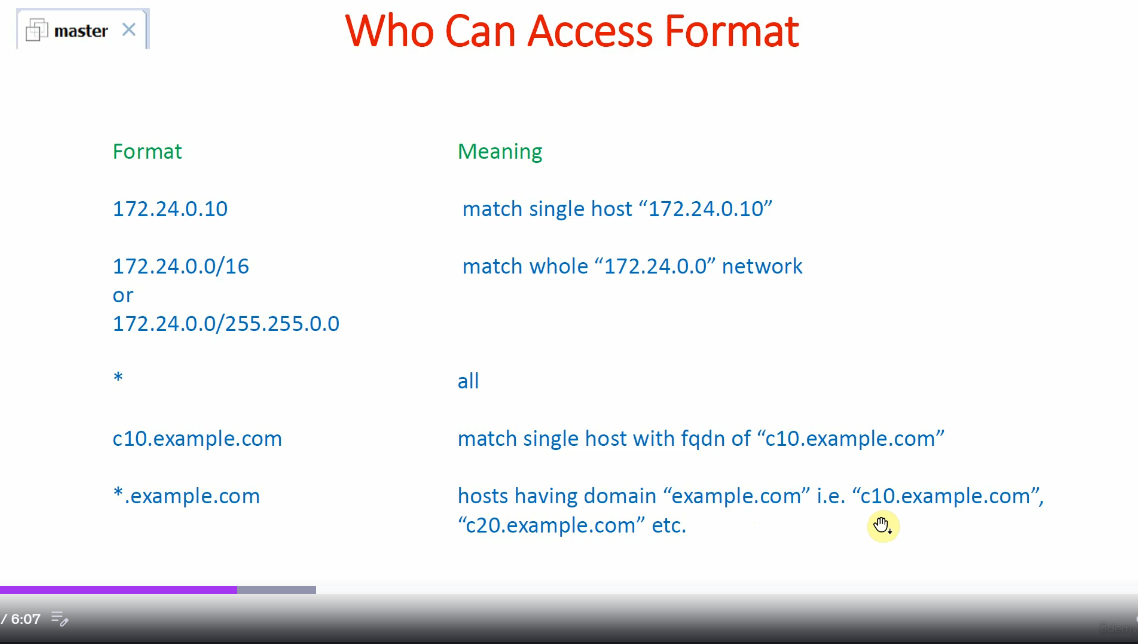 master
Who Can Access Format
Format Meaning
172.24.0.10 match single host “172.24.0.10”
172.24.0.0/16 match whole “172.24.0.0” network
or
172.24.0.0/255.255.0.0
* all
c10.example.com match single host with fqdn of “c10.example.com”
*.example.com hosts having domain “example.com” i.e. “c10.example.com”,
“c20.example.com” etc.
/ 6:07